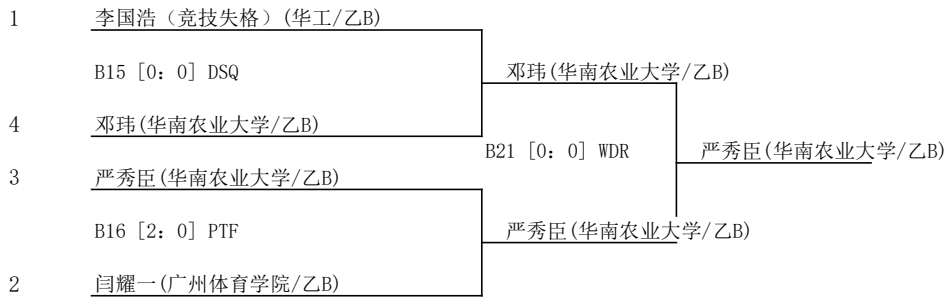 1 李国浩（竞技失格）(华工/乙B)
B15 [0: 0] DSQ
邓玮(华南农业大学/乙B)
4 邓玮(华南农业大学/乙B)
B21 [0: 0] WDR
严秀臣(华南农业大学/乙B)
3 严秀臣(华南农业大学/乙B)
B16 [2: 0] PTF
严秀臣(华南农业大学/乙B)
2 闫耀一(广州体育学院/乙B)